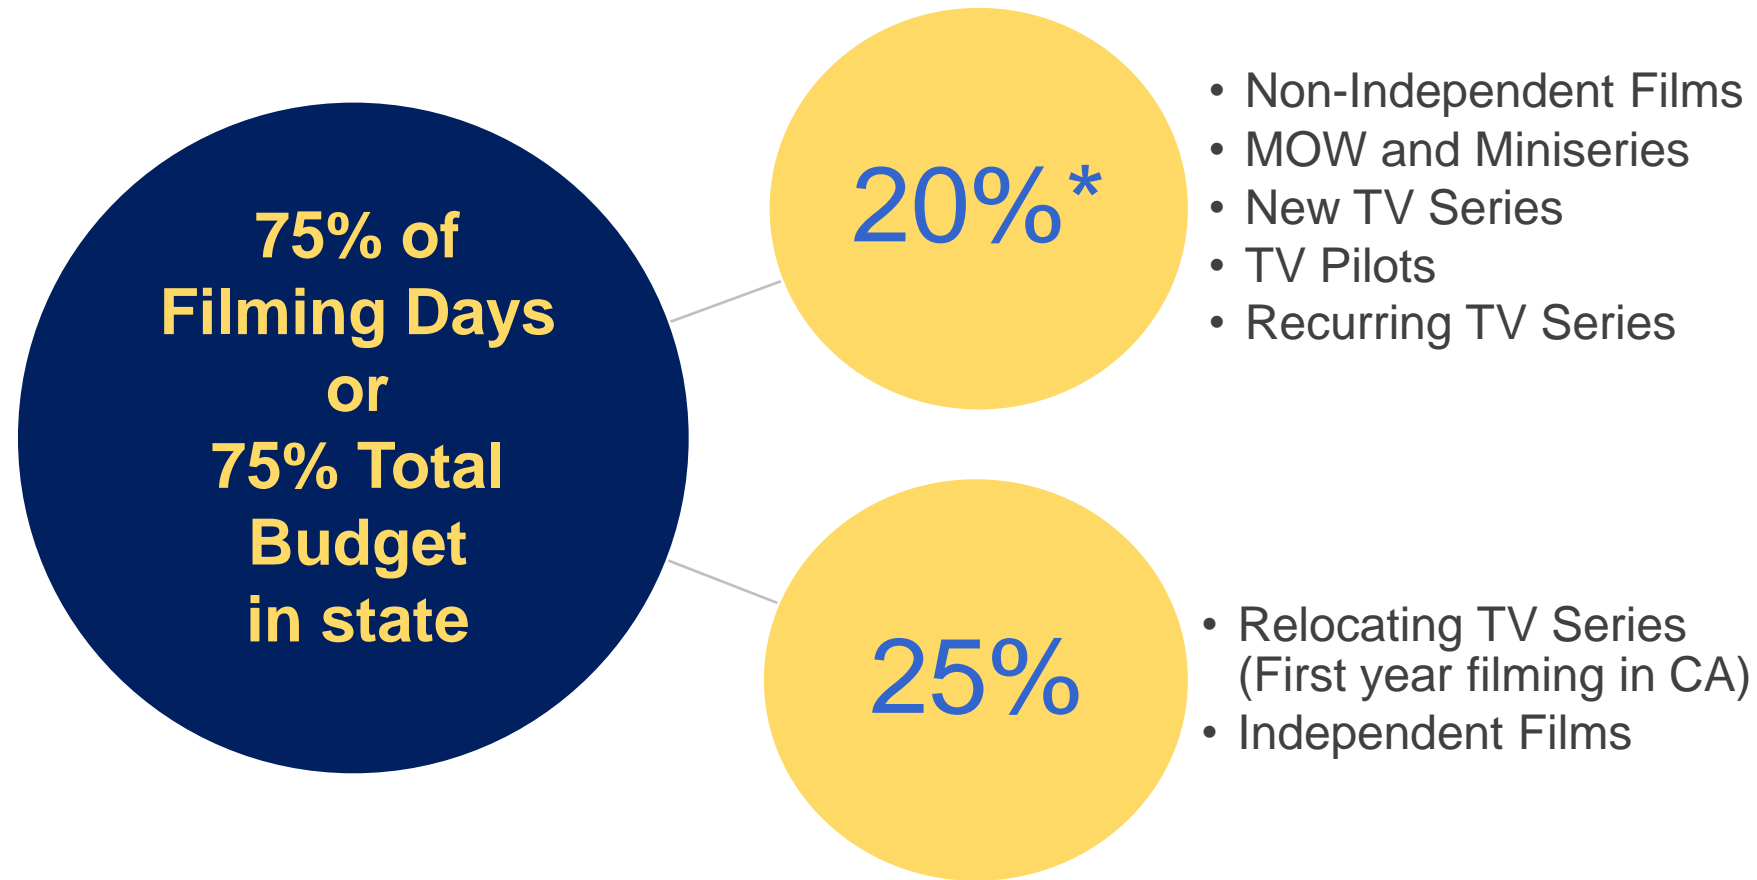 75% of
Filming Days
or
75% Total
Budget
in state
20%*
• Non-Independent Films
• MOW and Miniseries
• New TV Series
• TV Pilots
• Recurring TV Series
25%
• Relocating TV Series
(First year filming in CA)
• Independent Films